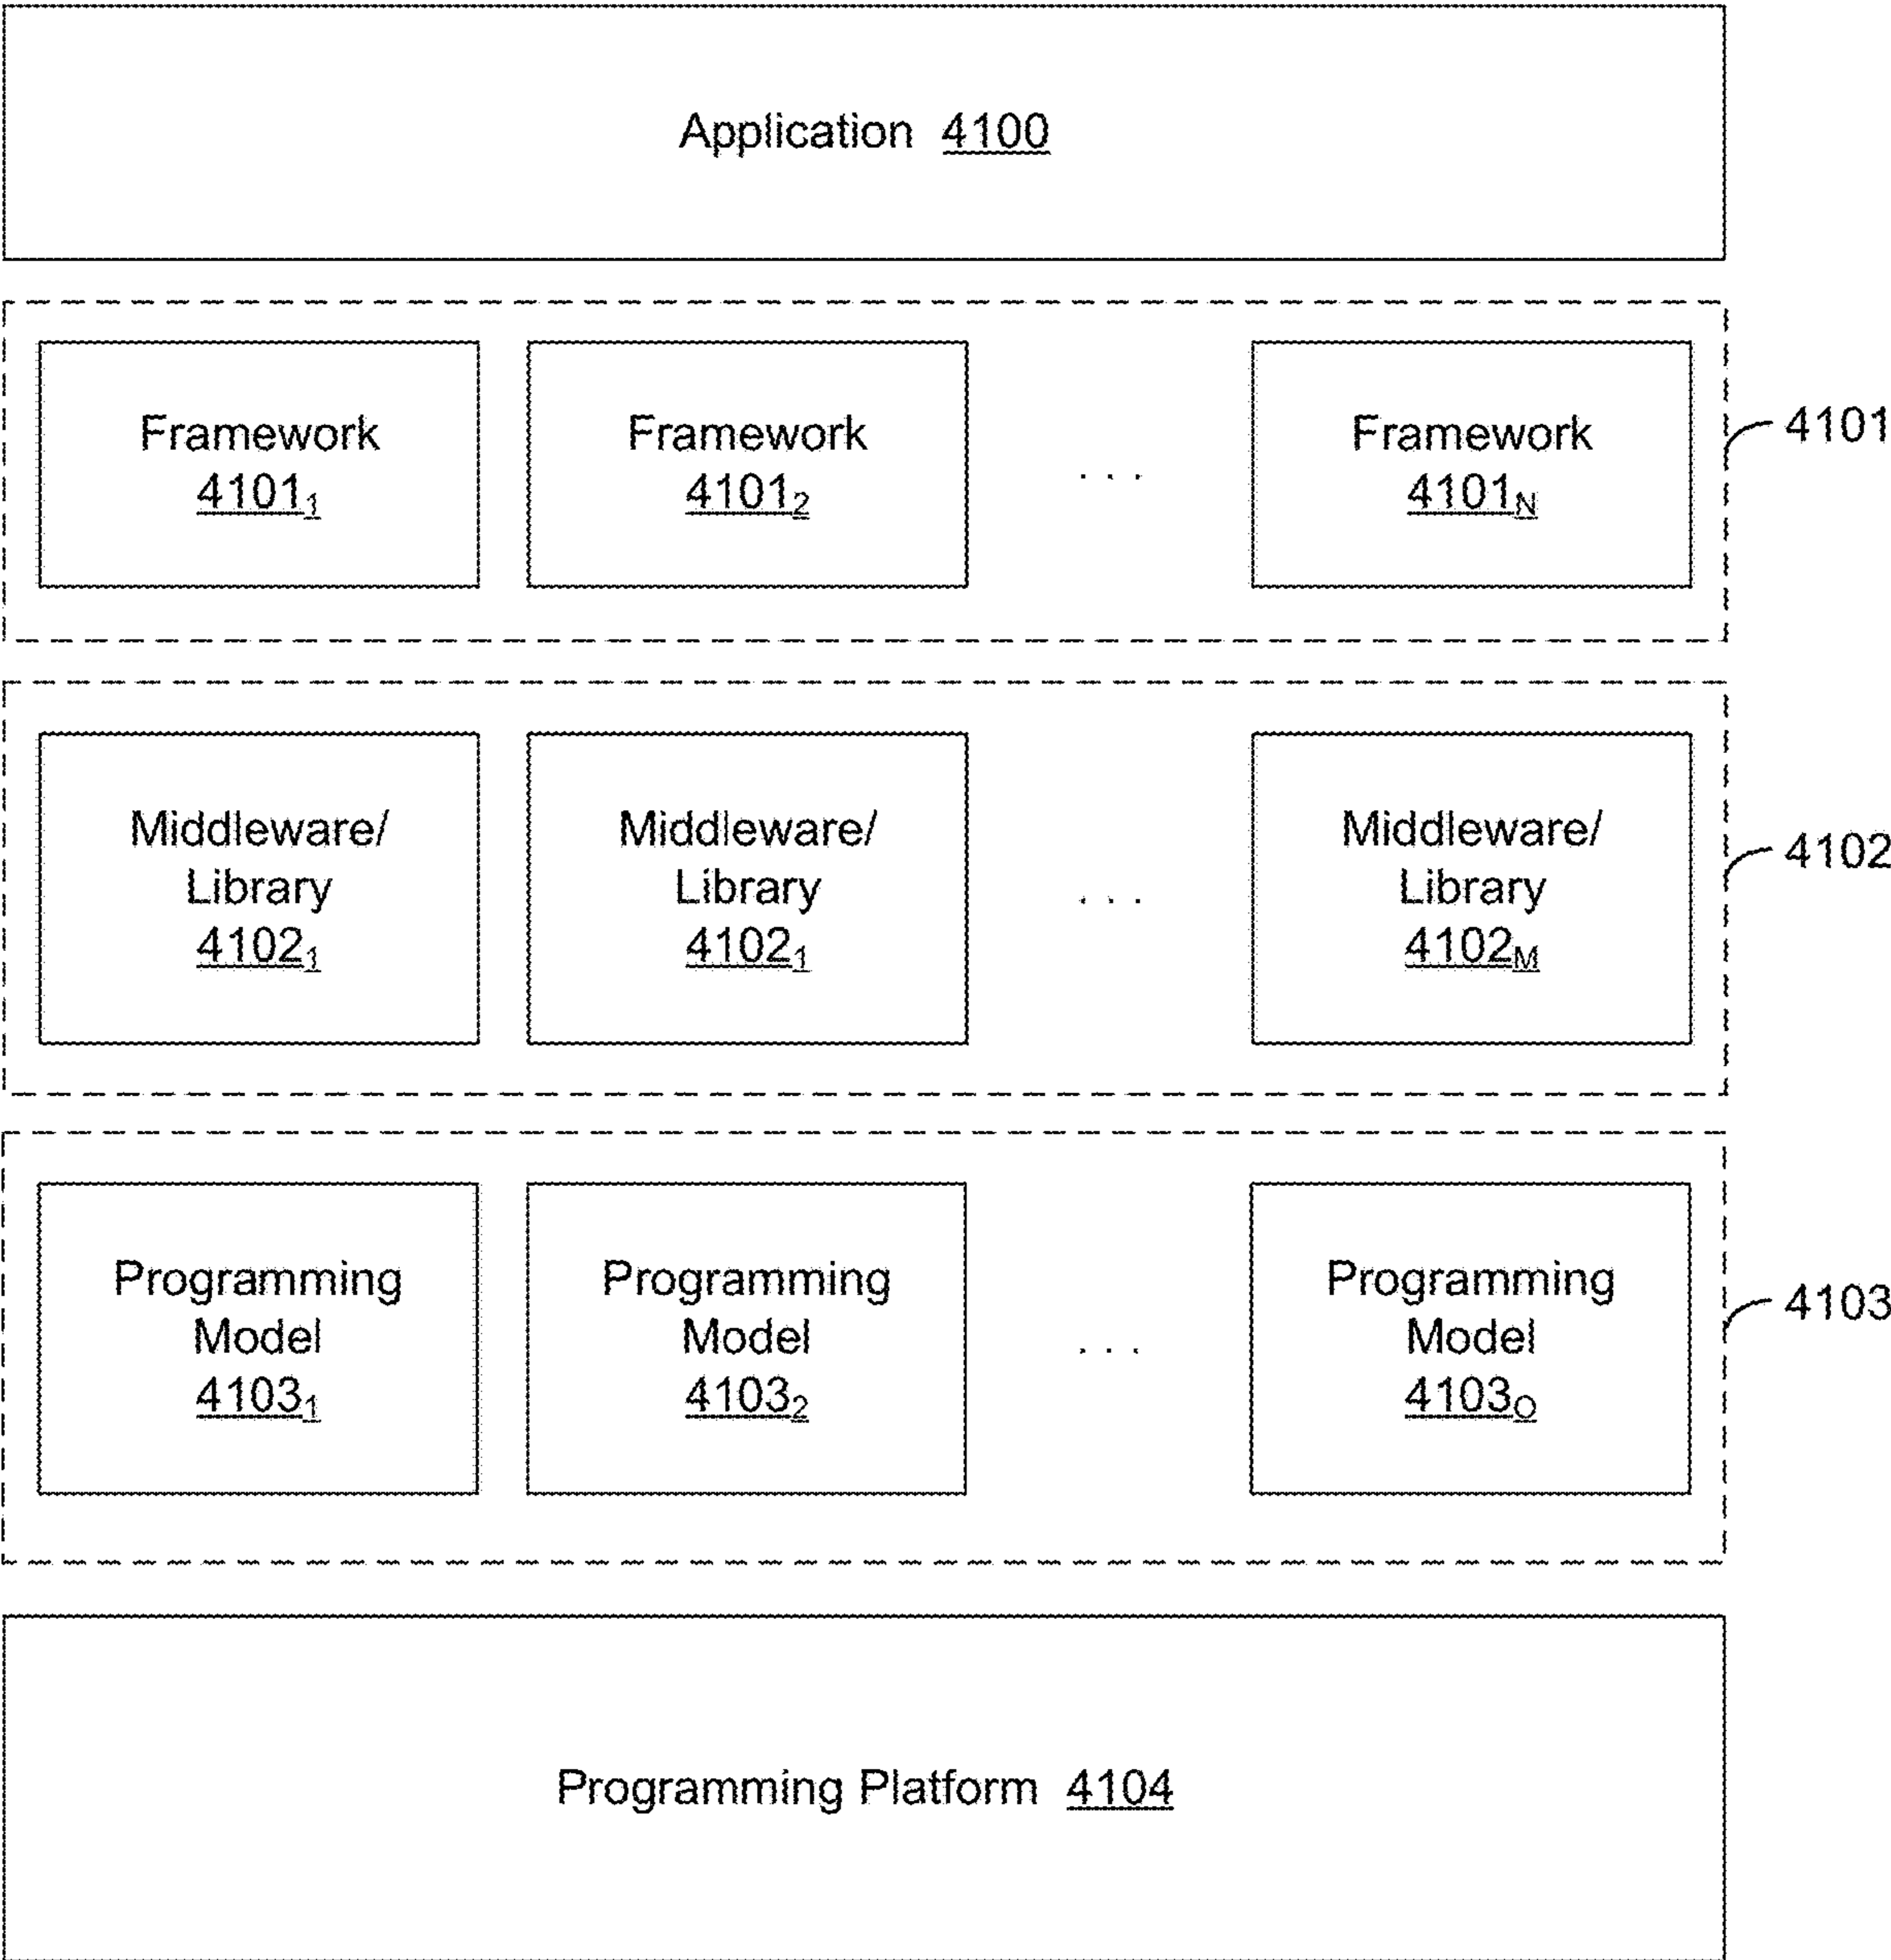 Application 4100
Framework
4101₁
Framework
4101₂
. . .
Framework
4101N
4101
Middleware/
Library
4102₁
Middleware/
Library
4102₁
. . .
Middleware/
Library
4102M
4102
Programming
Model
4103₁
Programming
Model
4103₂
. . .
Programming
Model
4103O
4103
Programming Platform 4104